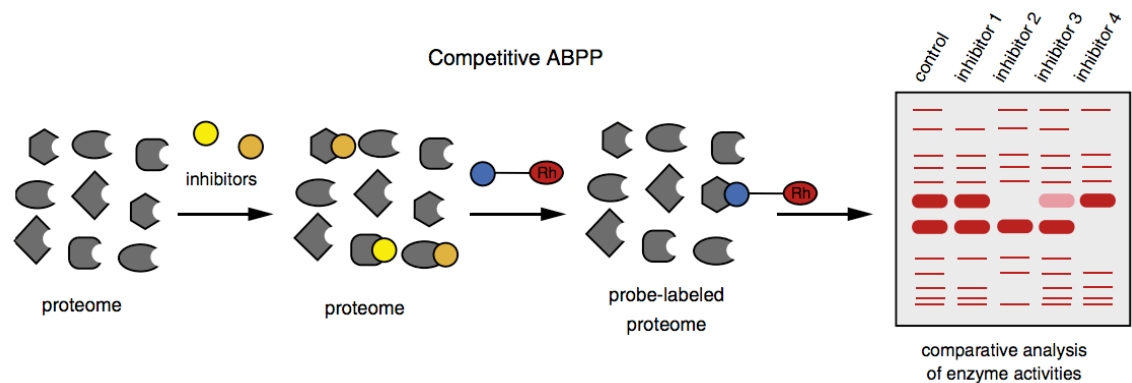 Competitive ABPP
inhibitors
proteome
proteome
Rh
Rh
probe-labeled
proteome
control
inhibitor 1
inhibitor 2
inhibitor 3
inhibitor 4
comparative analysis
of enzyme activities